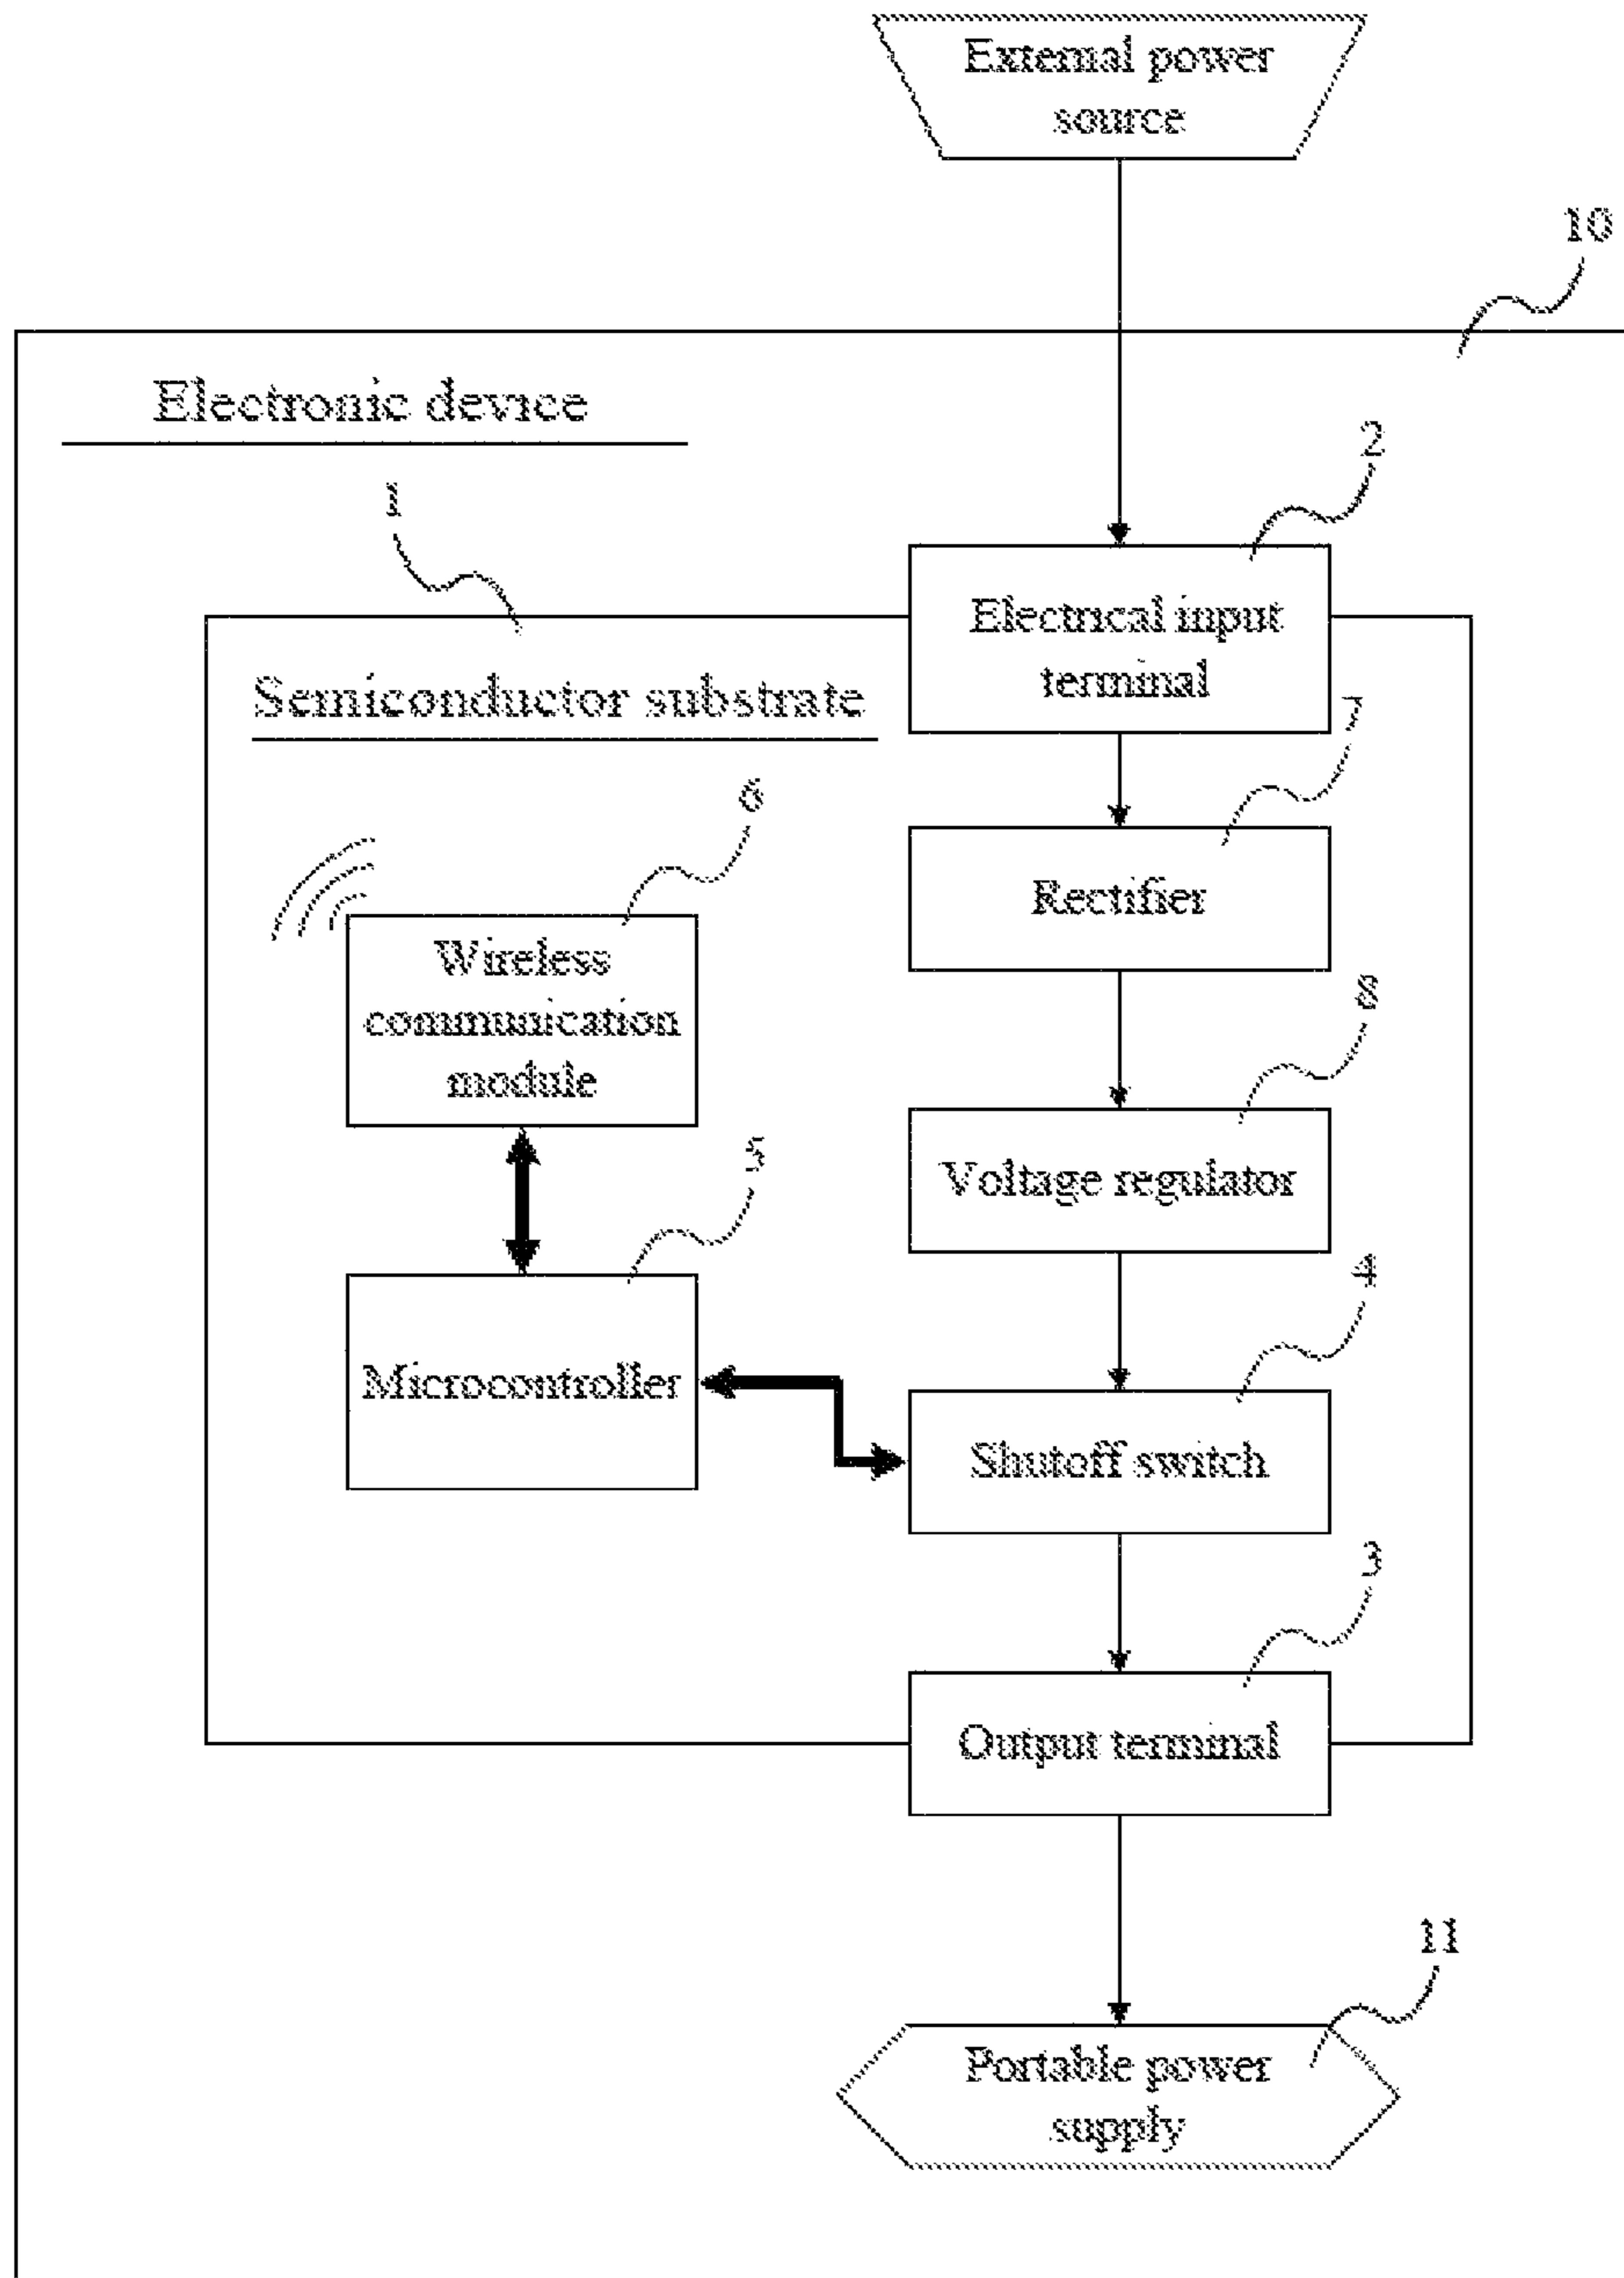 External power
source
10
Electronic device
2
1
Electrical input
terminal
Semiconductor substrate
7
6
Rectifier
Wireless
communication
module
8
Voltage regulator
5
4
Microcontroller
Shutoff switch
3
Output terminal
11
Portable power
supply